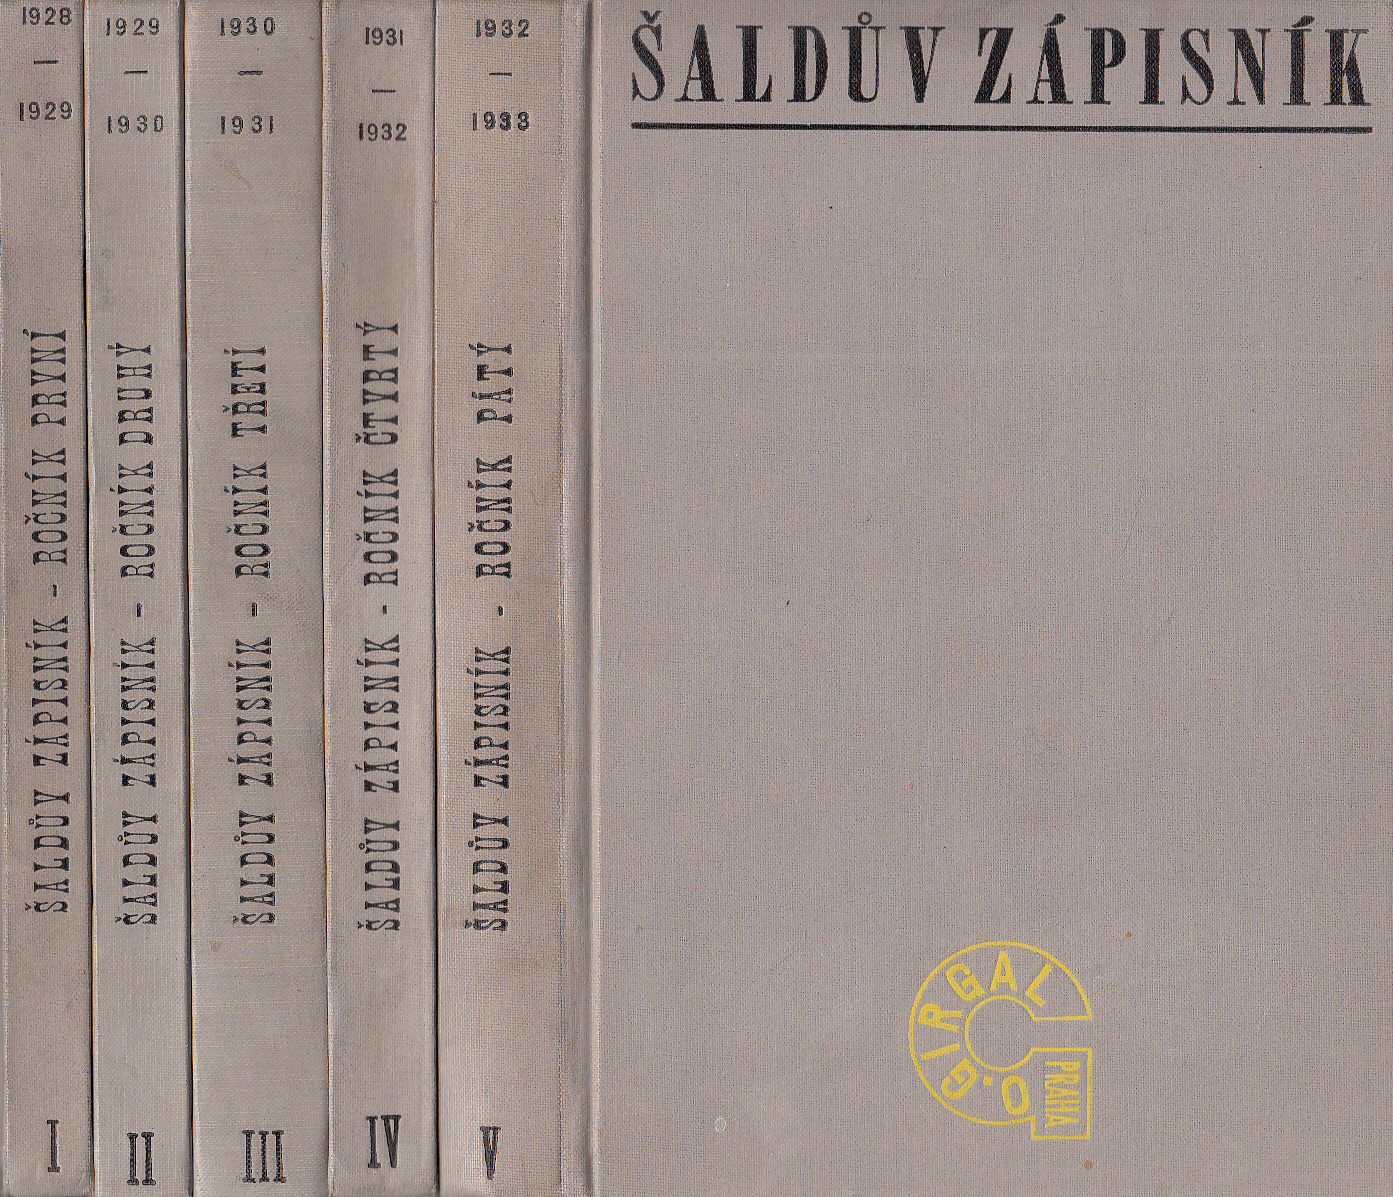 1928
—
1929
ŠALDŮV ZÁPISNÍK - ROČNÍK PRVNÍ
I
1929
—
1930
ŠALDŮV ZÁPISNÍK - ROČNÍK DRUHÝ
II
1930
—
1931
ŠALDŮV ZÁPISNÍK - ROČNÍK TŘETÍ
III
1931
—
1932
ŠALDŮV ZÁPISNÍK - ROČNÍK ČTVRTÝ
IV
1932
—
1933
ŠALDŮV ZÁPISNÍK - ROČNÍK PÁTÝ
V
ŠALDŮV ZÁPISNÍK
O. GIRGAL
PRAHA